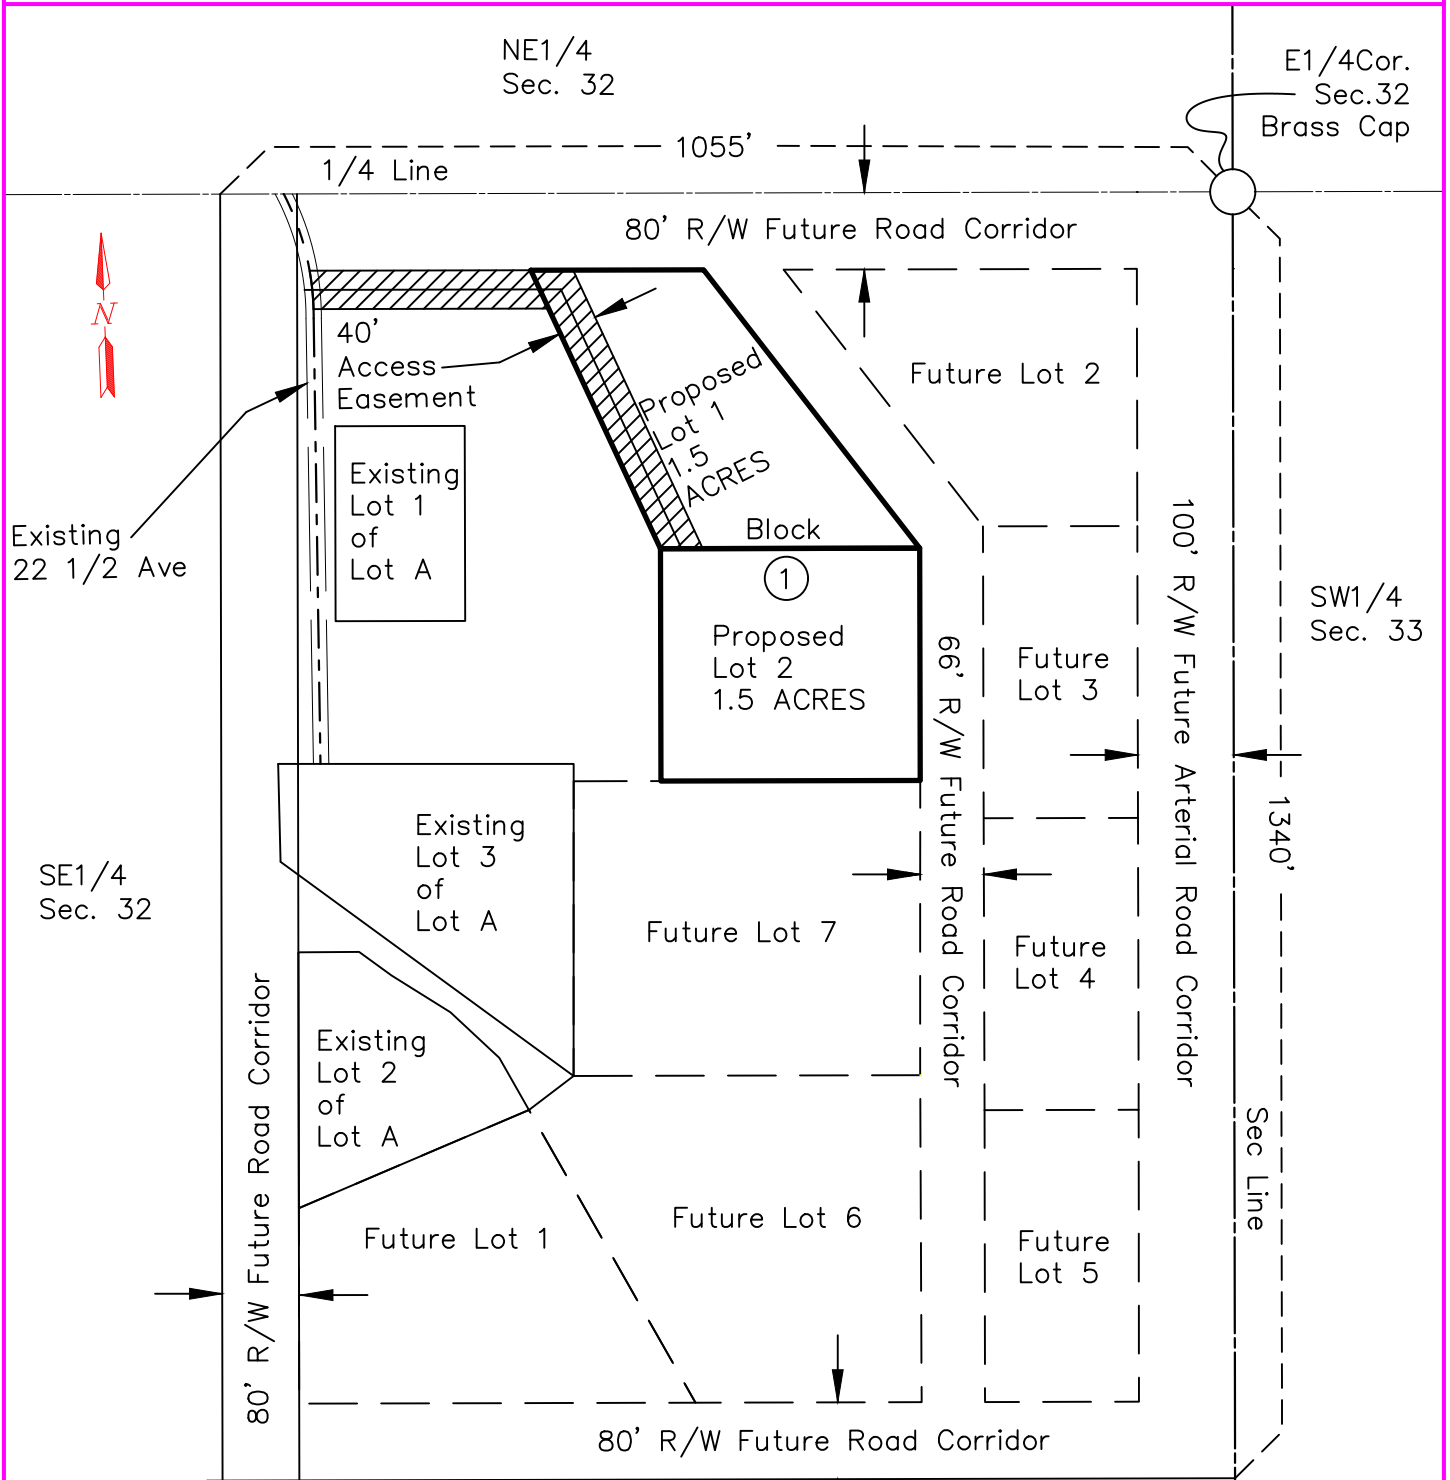 NE1/4
Sec. 32
E1/4Cor.
Sec.32
Brass Cap
1055'
1/4 Line
80' R/W Future Road Corridor
N
40'
Access
Easement
Proposed
Lot 1
1.5
ACRES
Future Lot 2
Existing
Lot 1
of
Lot A
Existing
22 1/2 Ave
Block
1
Proposed
Lot 2
1.5 ACRES
66' R/W Future Road Corridor
Future
Lot 3
100' R/W Future Arterial Road Corridor
SW1/4
Sec. 33
1340'
SE1/4
Sec. 32
Existing
Lot 3
of
Lot A
Future Lot 7
Future
Lot 4
80' R/W Future Road Corridor
Existing
Lot 2
of
Lot A
Sec Line
Future Lot 1
Future Lot 6
Future
Lot 5
80' R/W Future Road Corridor